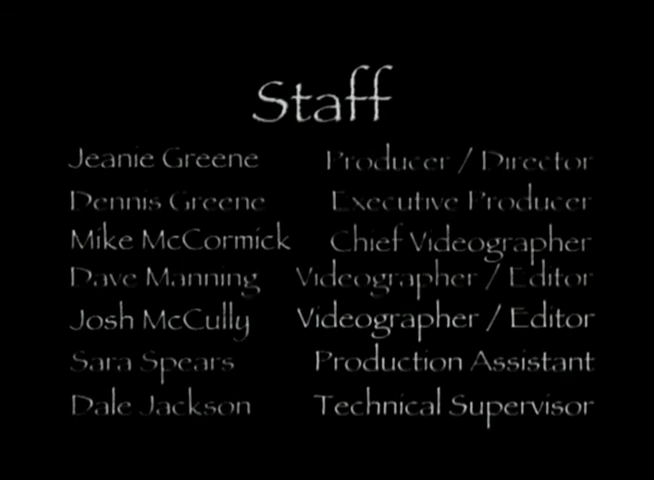 Staff
Jeanie Greene Producer / Director
Dennis Greene Executive Producer
Mike McCormick Chief Videographer
Dave Manning Videographer / Editor
Josh McCully Videographer / Editor
Sara Spears Production Assistant
Dale Jackson Technical Supervisor